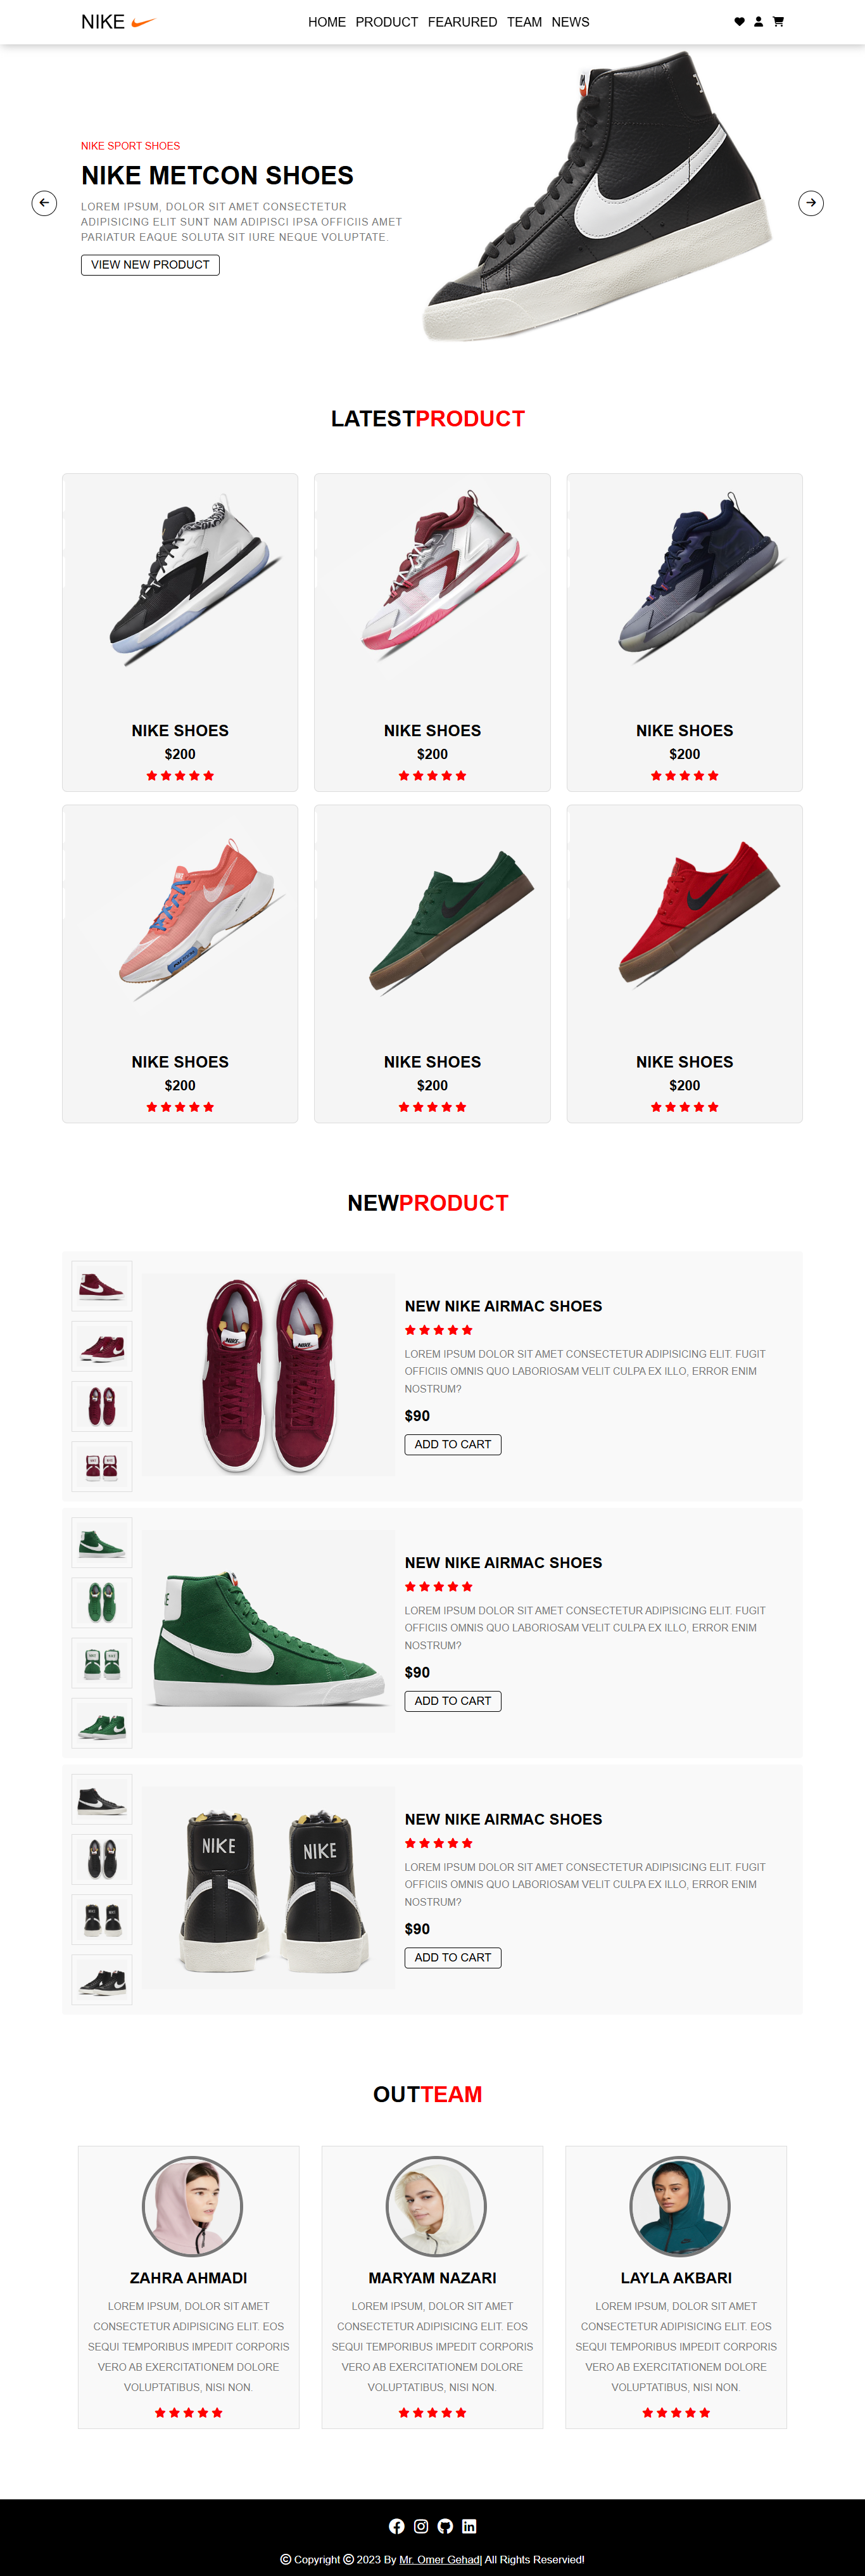 NIKE
HOME PRODUCT FEARURED TEAM NEWS
NIKE SPORT SHOES
NIKE METCON SHOES
LOREM IPSUM, DOLOR SIT AMET CONSECTETUR
ADIPISICING ELIT SUNT NAM ADIPISCI IPSA OFFICIIS AMET
PARIATUR EAQUE SOLUTA SIT IURE NEQUE VOLUPTATE.
VIEW NEW PRODUCT
LATESTPRODUCT
NIKE SHOES
$200
NIKE SHOES
$200
NIKE SHOES
$200
NIKE SHOES
$200
NIKE SHOES
$200
NIKE SHOES
$200
NEWPRODUCT
NIKE NIKE
NEW NIKE AIRMAC SHOES
LOREM IPSUM DOLOR SIT AMET CONSECTETUR ADIPISICING ELIT. FUGIT
OFFICIIS OMNIS QUO LABORIOSAM VELIT CULPA EX ILLO, ERROR ENIM
NOSTRUM?
$90
ADD TO CART
NEW NIKE AIRMAC SHOES
LOREM IPSUM DOLOR SIT AMET CONSECTETUR ADIPISICING ELIT. FUGIT
OFFICIIS OMNIS QUO LABORIOSAM VELIT CULPA EX ILLO, ERROR ENIM
NOSTRUM?
$90
ADD TO CART
NIKE NIKE
NEW NIKE AIRMAC SHOES
LOREM IPSUM DOLOR SIT AMET CONSECTETUR ADIPISICING ELIT. FUGIT
OFFICIIS OMNIS QUO LABORIOSAM VELIT CULPA EX ILLO, ERROR ENIM
NOSTRUM?
$90
ADD TO CART
OUTTEAM
ZAHRA AHMADI
LOREM IPSUM, DOLOR SIT AMET
CONSECTETUR ADIPISICING ELIT. EOS
SEQUI TEMPORIBUS IMPEDIT CORPORIS
VERO AB EXERCITATIONEM DOLORE
VOLUPTATIBUS, NISI NON.
MARYAM NAZARI
LOREM IPSUM, DOLOR SIT AMET
CONSECTETUR ADIPISICING ELIT. EOS
SEQUI TEMPORIBUS IMPEDIT CORPORIS
VERO AB EXERCITATIONEM DOLORE
VOLUPTATIBUS, NISI NON.
LAYLA AKBARI
LOREM IPSUM, DOLOR SIT AMET
CONSECTETUR ADIPISICING ELIT. EOS
SEQUI TEMPORIBUS IMPEDIT CORPORIS
VERO AB EXERCITATIONEM DOLORE
VOLUPTATIBUS, NISI NON.
© Copyright © 2023 By Mr. Omer Gehad| All Rights Reservied!